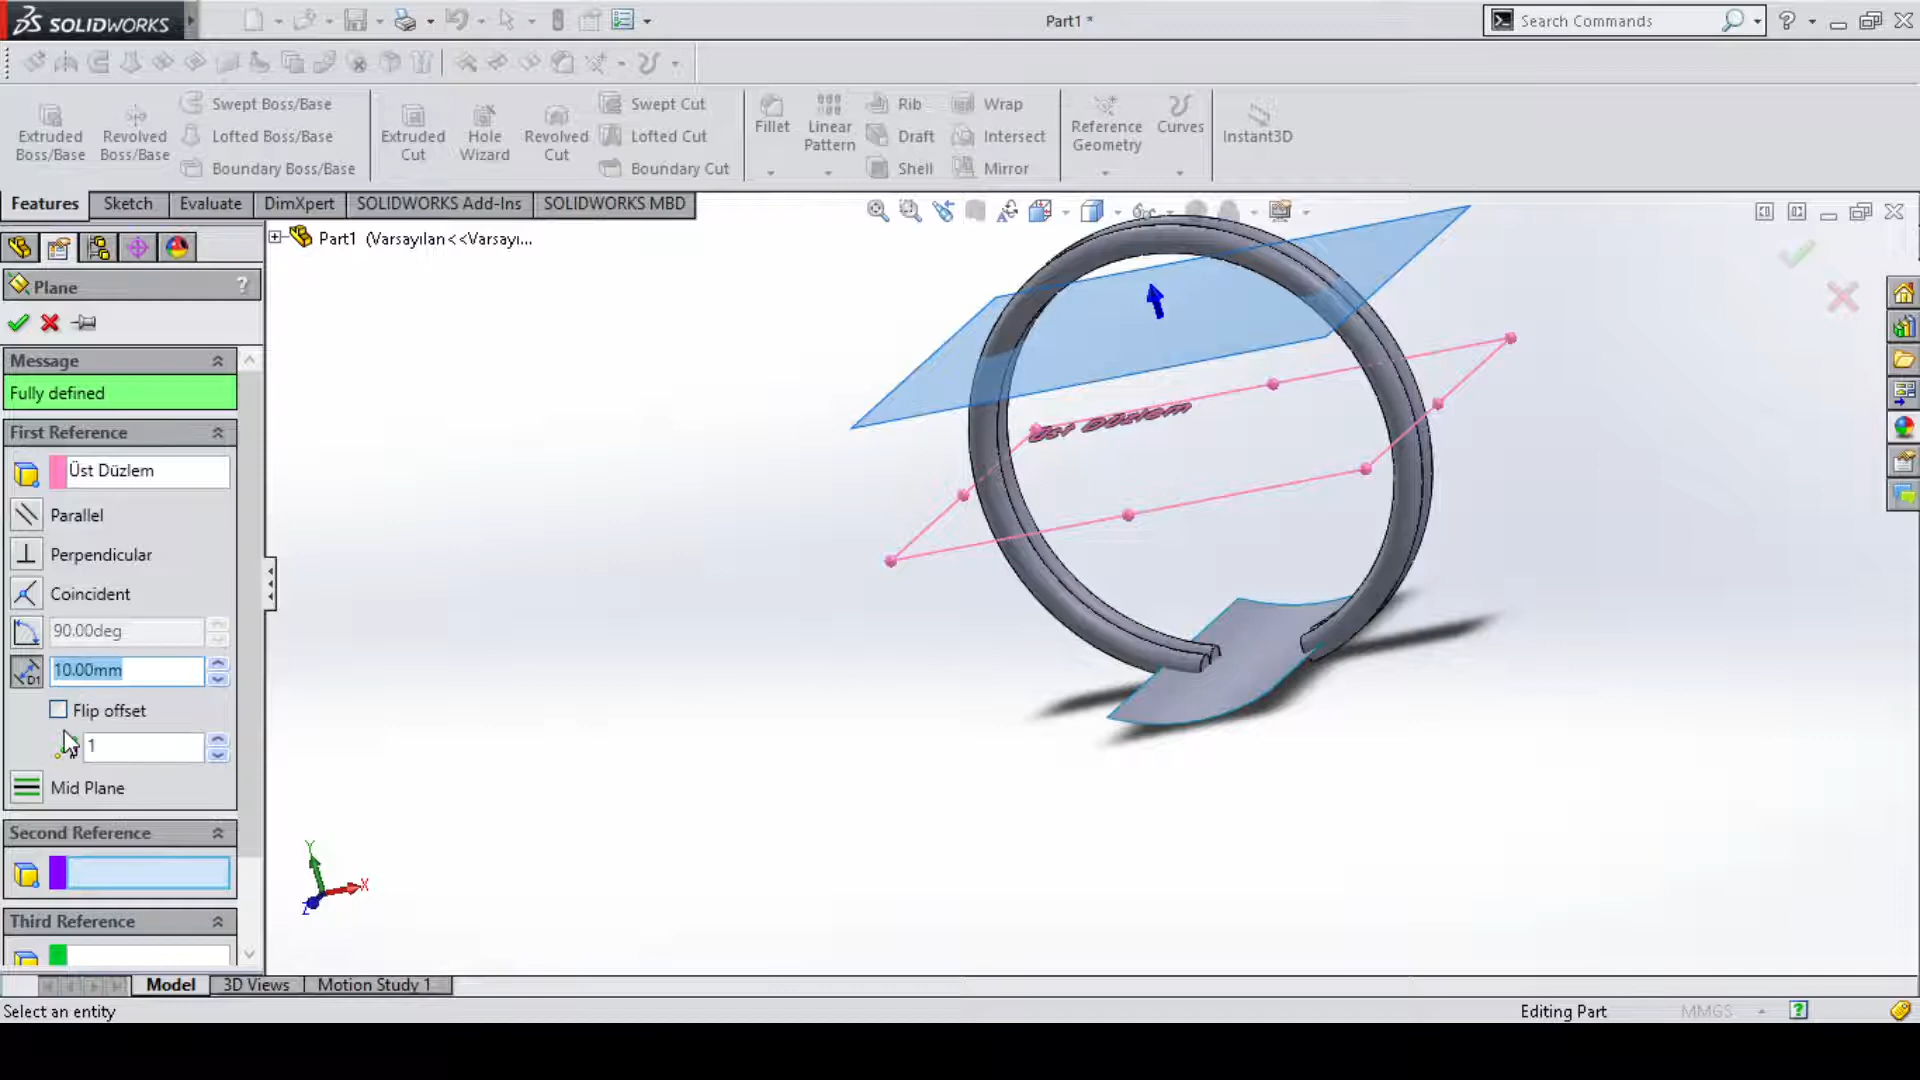 SOLIDWORKS
Part1 *
Search Commands
Extruded Boss/Base
Revolved Boss/Base
Swept Boss/Base
Lofted Boss/Base
Boundary Boss/Base
Extruded Cut
Hole Wizard
Revolved Cut
Swept Cut
Lofted Cut
Boundary Cut
Fillet
Linear Pattern
Rib
Draft
Shell
Wrap
Intersect
Mirror
Reference Geometry
Curves
Instant3D
Features
Sketch
Evaluate
DimXpert
SOLIDWORKS Add-Ins
SOLIDWORKS MBD
Part1 (Varsayılan<<Varsayı...
Plane
?
Message
Fully defined
First Reference
Üst Düzlem
Parallel
Perpendicular
Coincident
90.00deg
D1
10.00mm
Flip offset
1
Mid Plane
Second Reference
Third Reference
Üst Düzlem
Y
X
Z
Model
3D Views
Motion Study 1
Select an entity
Editing Part
MMGS
?